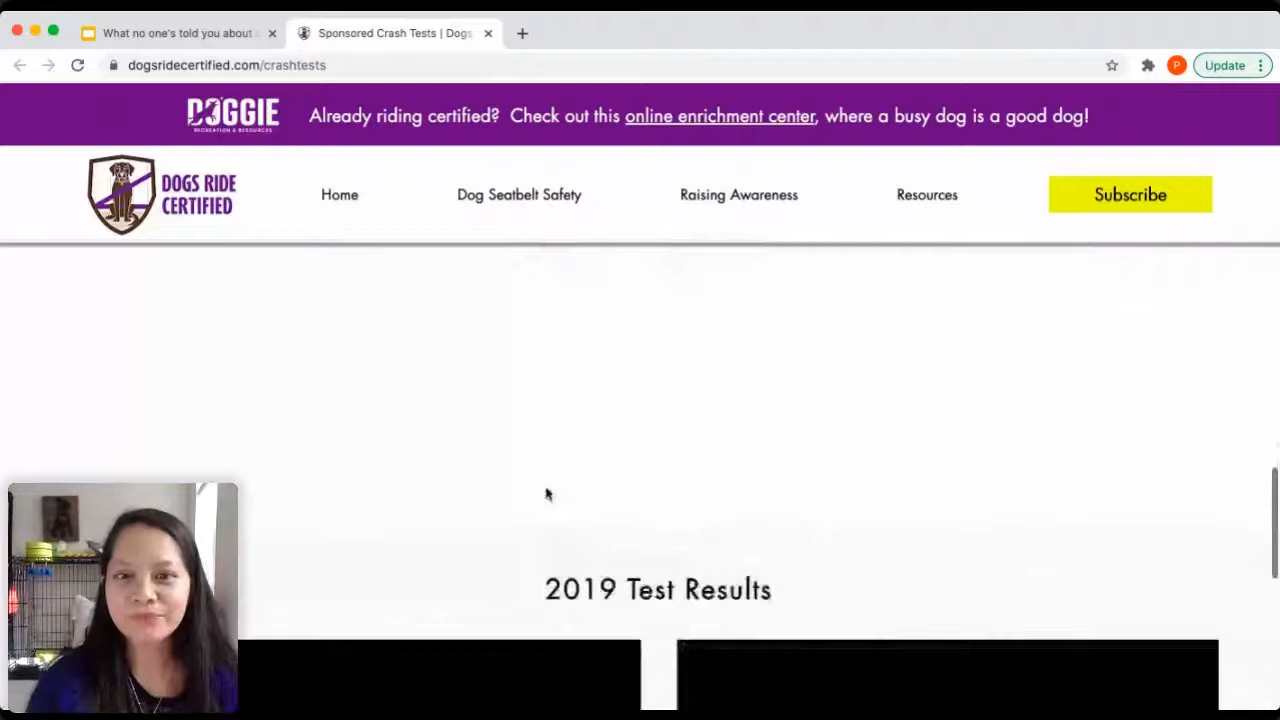 What no one's told you about
Sponsored Crash Tests | Dogs
dogsridecertified.com/crashtests
P
Update
DOGGIE
RECREATION & RESOURCES
Already riding certified? Check out this online enrichment center, where a busy dog is a good dog!
DOGS RIDE
CERTIFIED
Home
Dog Seatbelt Safety
Raising Awareness
Resources
Subscribe
2019 Test Results